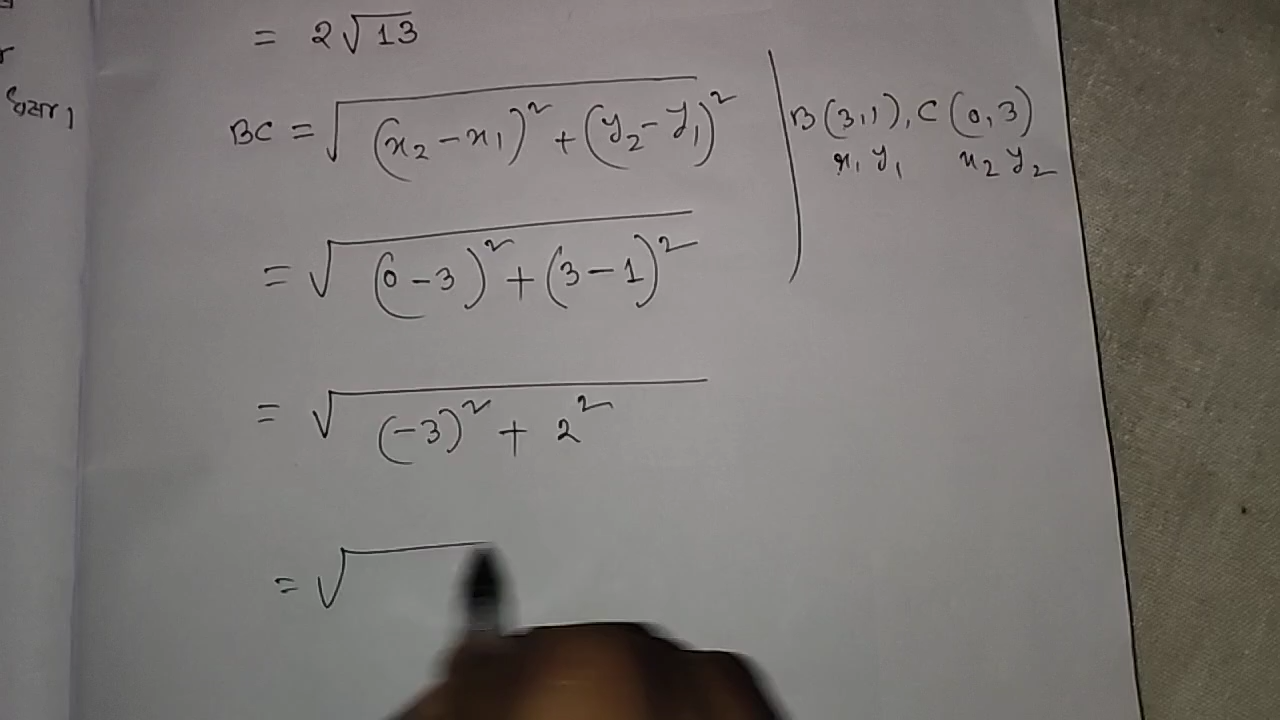 = 2√13
BC = √(x₂-x₁)² + (y₂-y₁)²
B(3,1), C(0,3)
x₁ y₁ x₂ y₂
= √(0-3)² + (3-1)²
= √(-3)² + 2²
= √